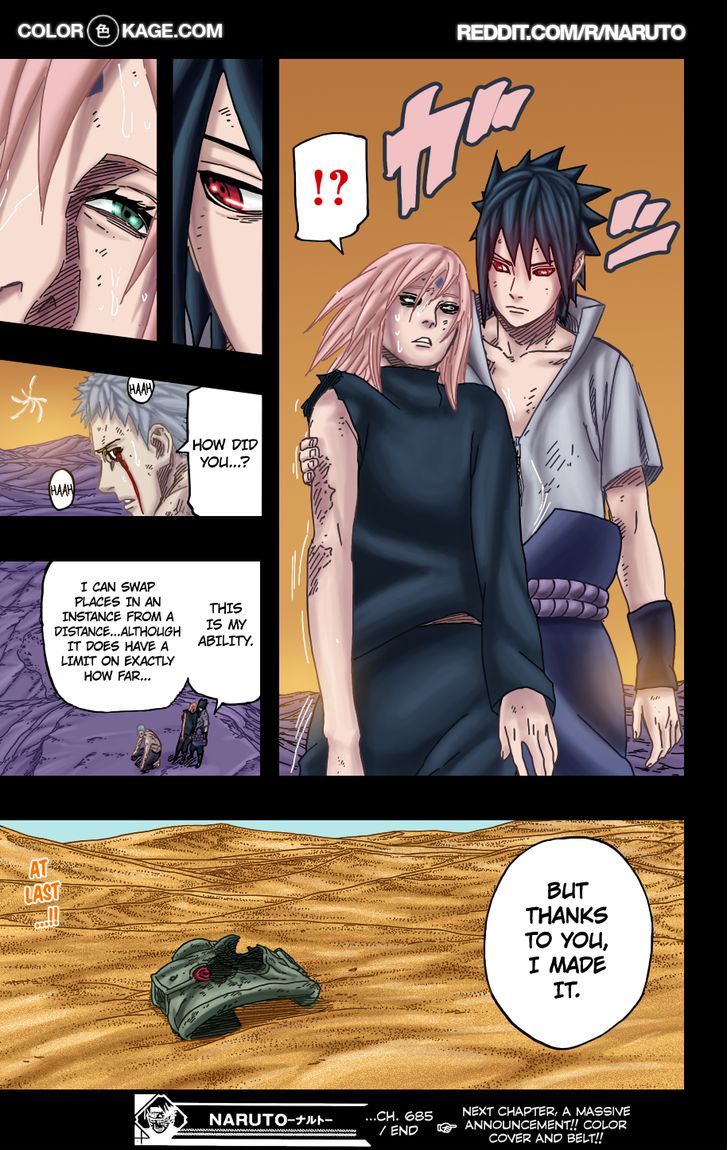 COLOR 色 KAGE.COM
REDDIT.COM/R/NARUTO
!?
ガシ
HOW DID
YOU...?
HAAH
HAAH
THIS
IS MY
ABILITY.
I CAN SWAP
PLACES IN AN
INSTANCE FROM A
DISTANCE...ALTHOUGH
IT DOES HAVE A
LIMIT ON EXACTLY
HOW FAR...
BUT
THANKS
TO YOU,
I MADE
IT.
AT
LAST
...!!
NARUTO－ナルト－
...CH. 685
/ END
☞ NEXT CHAPTER, A MASSIVE
ANNOUNCEMENT!! COLOR
COVER AND BELT!!